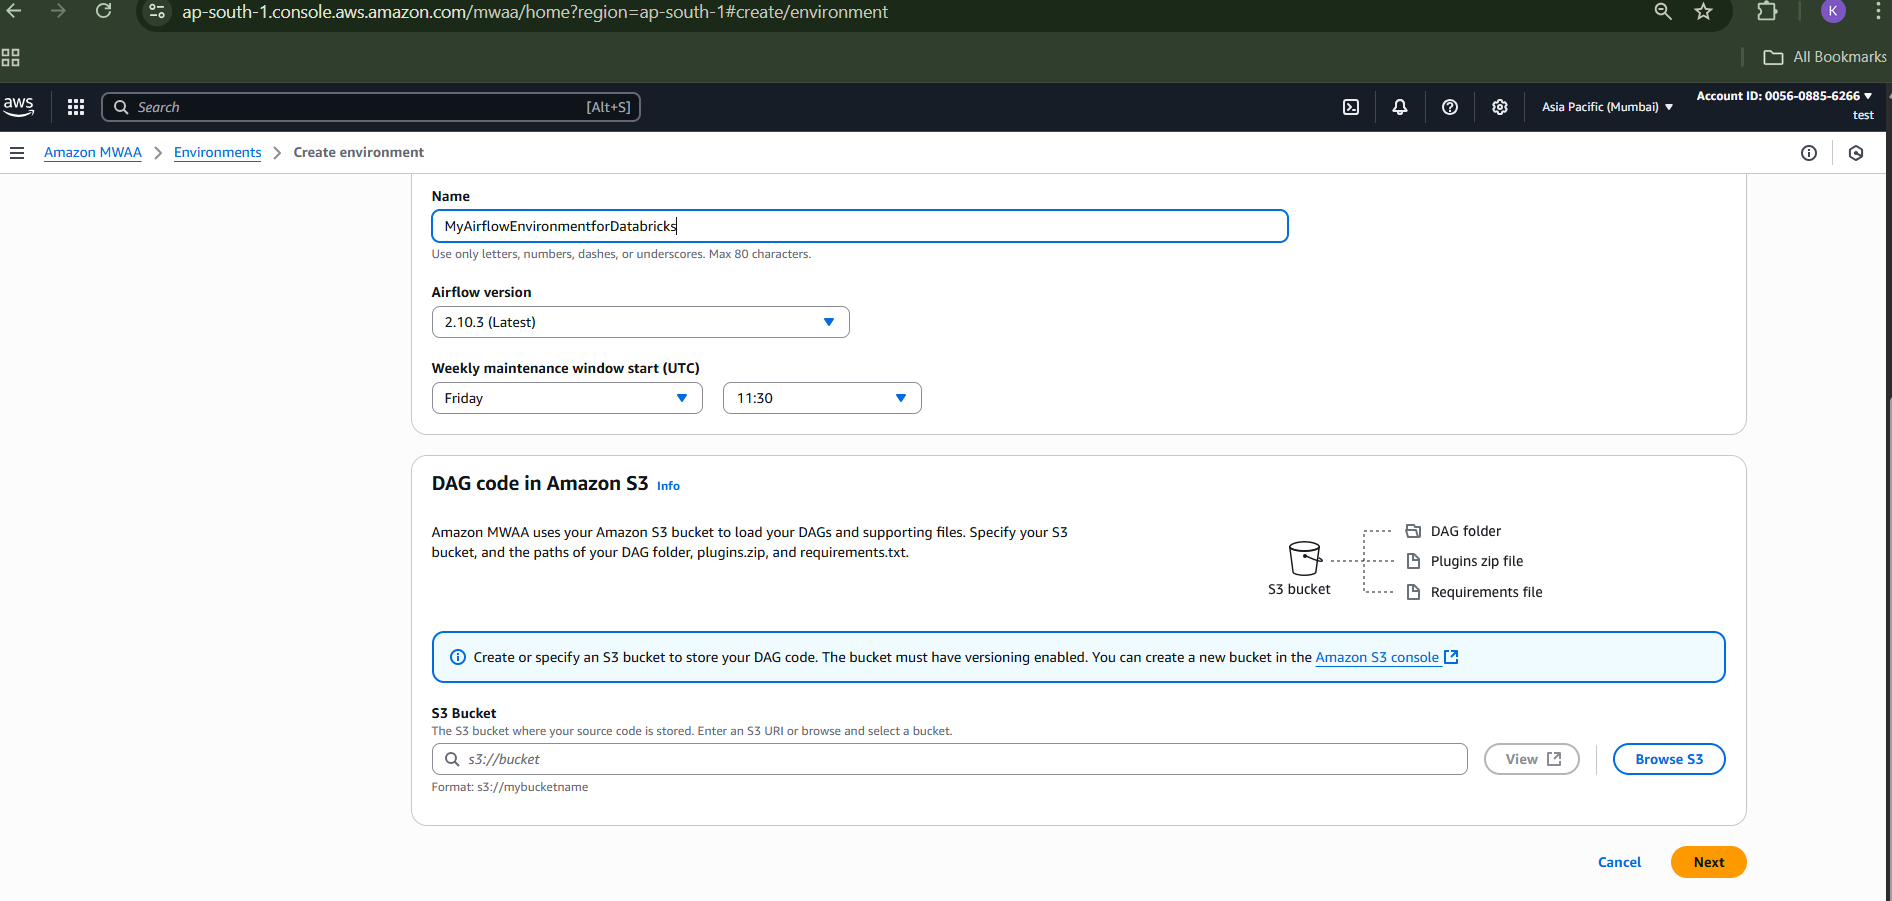 ap-south-1.console.aws.amazon.com/mwaa/home?region=ap-south-1#create/environment
K
All Bookmarks
aws
Search
[Alt+S]
Asia Pacific (Mumbai)
Account ID: 0056-0885-6266
test
Amazon MWAA
Environments
Create environment
Name
MyAirflowEnvironmentforDatabricks
Use only letters, numbers, dashes, or underscores. Max 80 characters.
Airflow version
2.10.3 (Latest)
Weekly maintenance window start (UTC)
Friday
11:30
DAG code in Amazon S3 Info
Amazon MWAA uses your Amazon S3 bucket to load your DAGs and supporting files. Specify your S3
bucket, and the paths of your DAG folder, plugins.zip, and requirements.txt.
S3 bucket
DAG folder
Plugins zip file
Requirements file
Create or specify an S3 bucket to store your DAG code. The bucket must have versioning enabled. You can create a new bucket in the Amazon S3 console
S3 Bucket
The S3 bucket where your source code is stored. Enter an S3 URI or browse and select a bucket.
s3://bucket
View
Browse S3
Format: s3://mybucketname
Cancel
Next